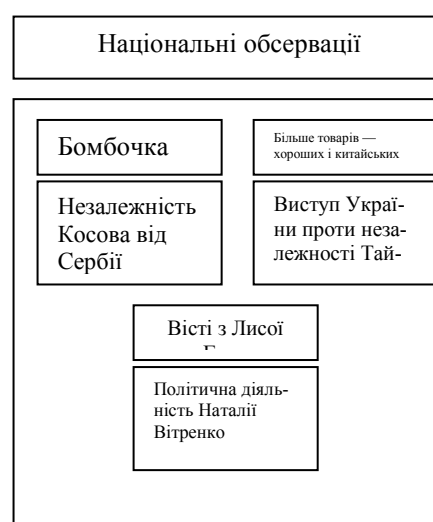 Національні обсервації
Бомбочка
Більше товарів —
хороших і китайських
Незалежність
Косова від
Сербії
Виступ Украї-
ни проти неза-
лежності Тай-
Вісті з Лисої
Політична діяль-
ність Наталії
Вітренко